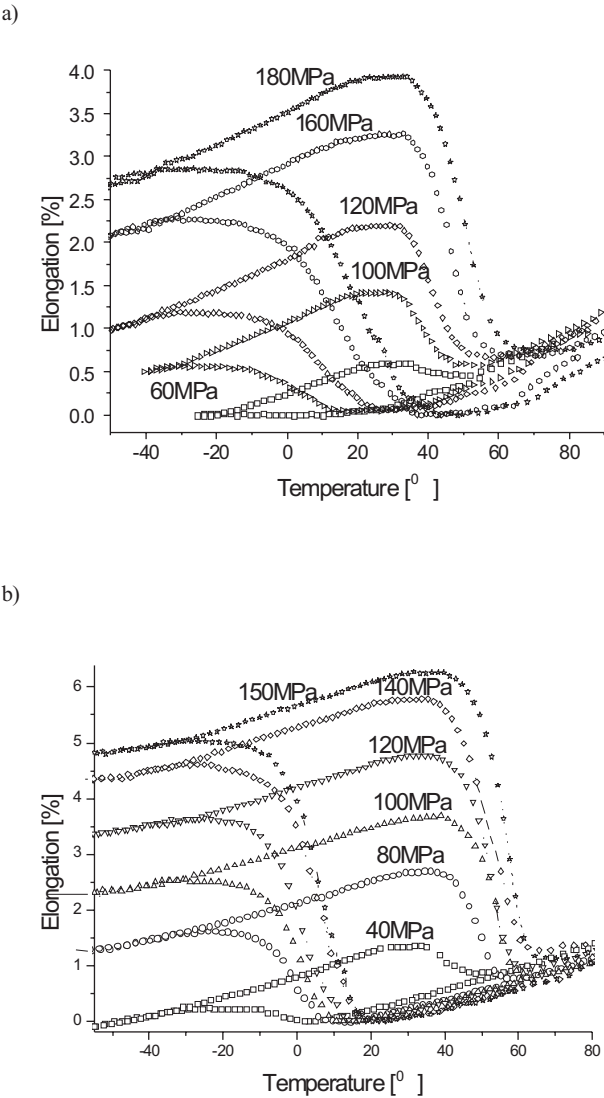 a)
4.0
3.5
3.0
2.5
2.0
1.5
1.0
0.5
0.0
Elongation [%]
180MPa
160MPa
120MPa
100MPa
60MPa
-40 -20 0 20 40 60 80
Temperature [0 ]
b)
6
5
4
3
2
1
0
Elongation [%]
150MPa
140MPa
120MPa
100MPa
80MPa
40MPa
-40 -20 0 20 40 60 80
Temperature [0 ]